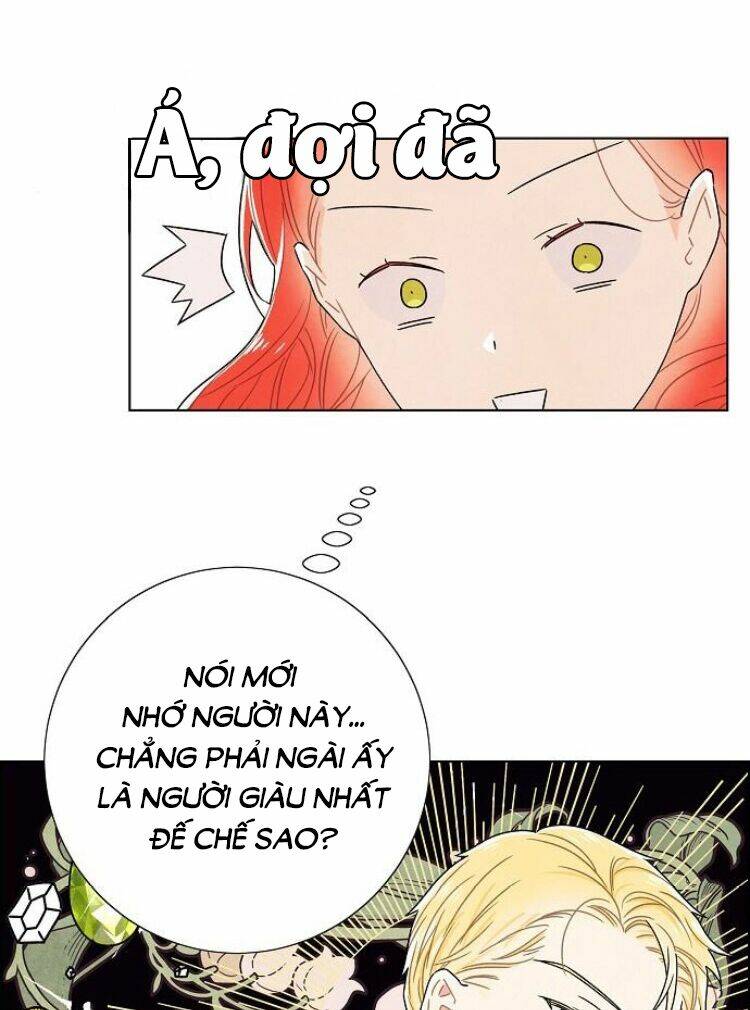 Á, đợi đã
NÓI MỚI
NHỚ NGƯỜI NÀY...
CHẲNG PHẢI NGÀI ẤY
LÀ NGƯỜI GIÀU NHẤT
ĐẾ CHẾ SAO?